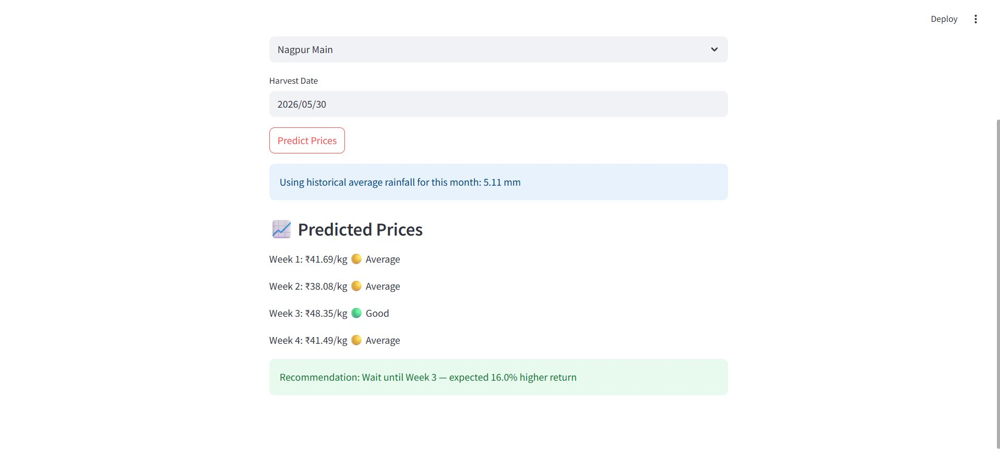 Deploy
Nagpur Main
Harvest Date
2026/05/30
Predict Prices
Using historical average rainfall for this month: 5.11 mm
Predicted Prices
Week 1: ₹41.69/kg Average
Week 2: ₹38.08/kg Average
Week 3: ₹48.35/kg Good
Week 4: ₹41.49/kg Average
Recommendation: Wait until Week 3 — expected 16.0% higher return